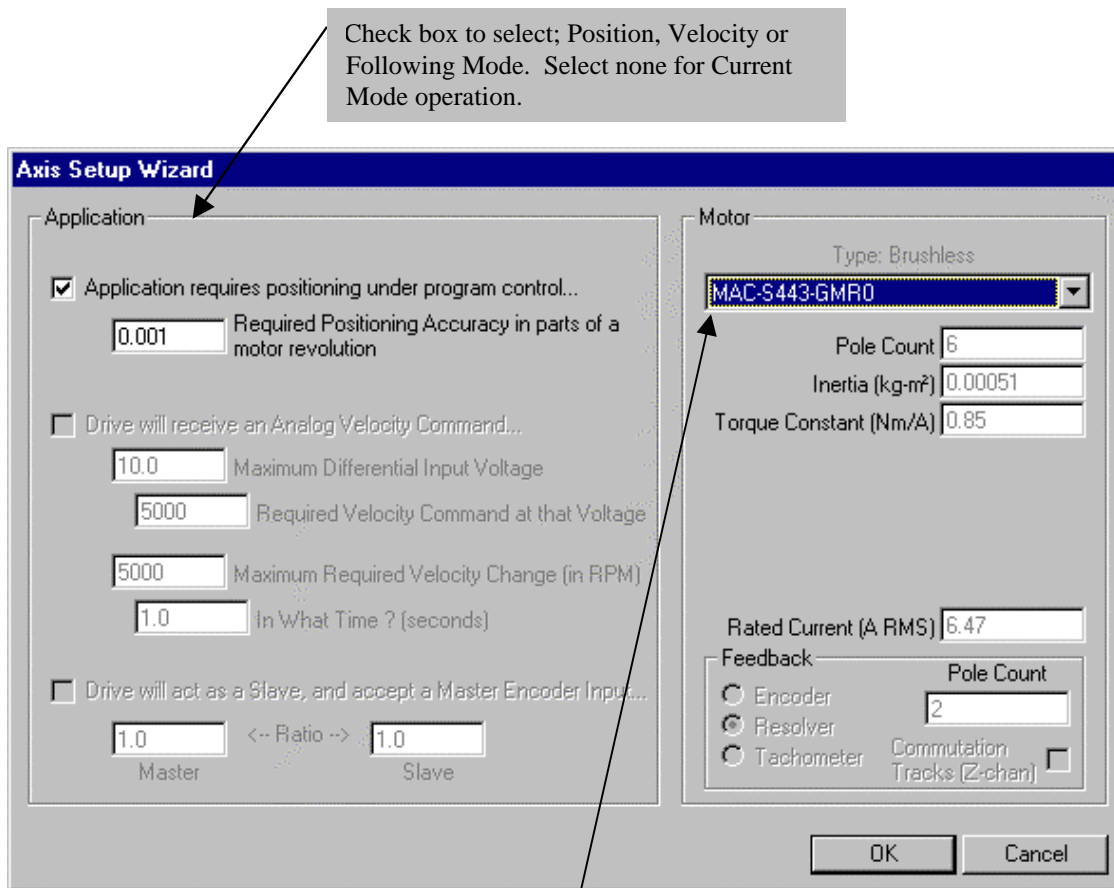 Check box to select; Position, Velocity or
Following Mode. Select none for Current
Mode operation.
Axis Setup Wizard
Application
Application requires positioning under program control...
0.001
Required Positioning Accuracy in parts of a
motor revolution
Drive will receive an Analog Velocity Command...
10.0 Maximum Differential Input Voltage
5000 Required Velocity Command at that Voltage
5000 Maximum Required Velocity Change (in RPM)
1.0 In What Time ? (seconds)
Drive will act as a Slave, and accept a Master Encoder Input...
1.0 <-- Ratio --> 1.0
Master Slave
Motor
Type: Brushless
MAC-S443-GMR0
Pole Count 6
Inertia (kg-m²) 0.00051
Torque Constant (Nm/A) 0.85
Rated Current (A RMS) 6.47
Feedback
Encoder
Resolver
Tachometer
Pole Count
2
Commutation
Tracks (Z-chan)
OK Cancel